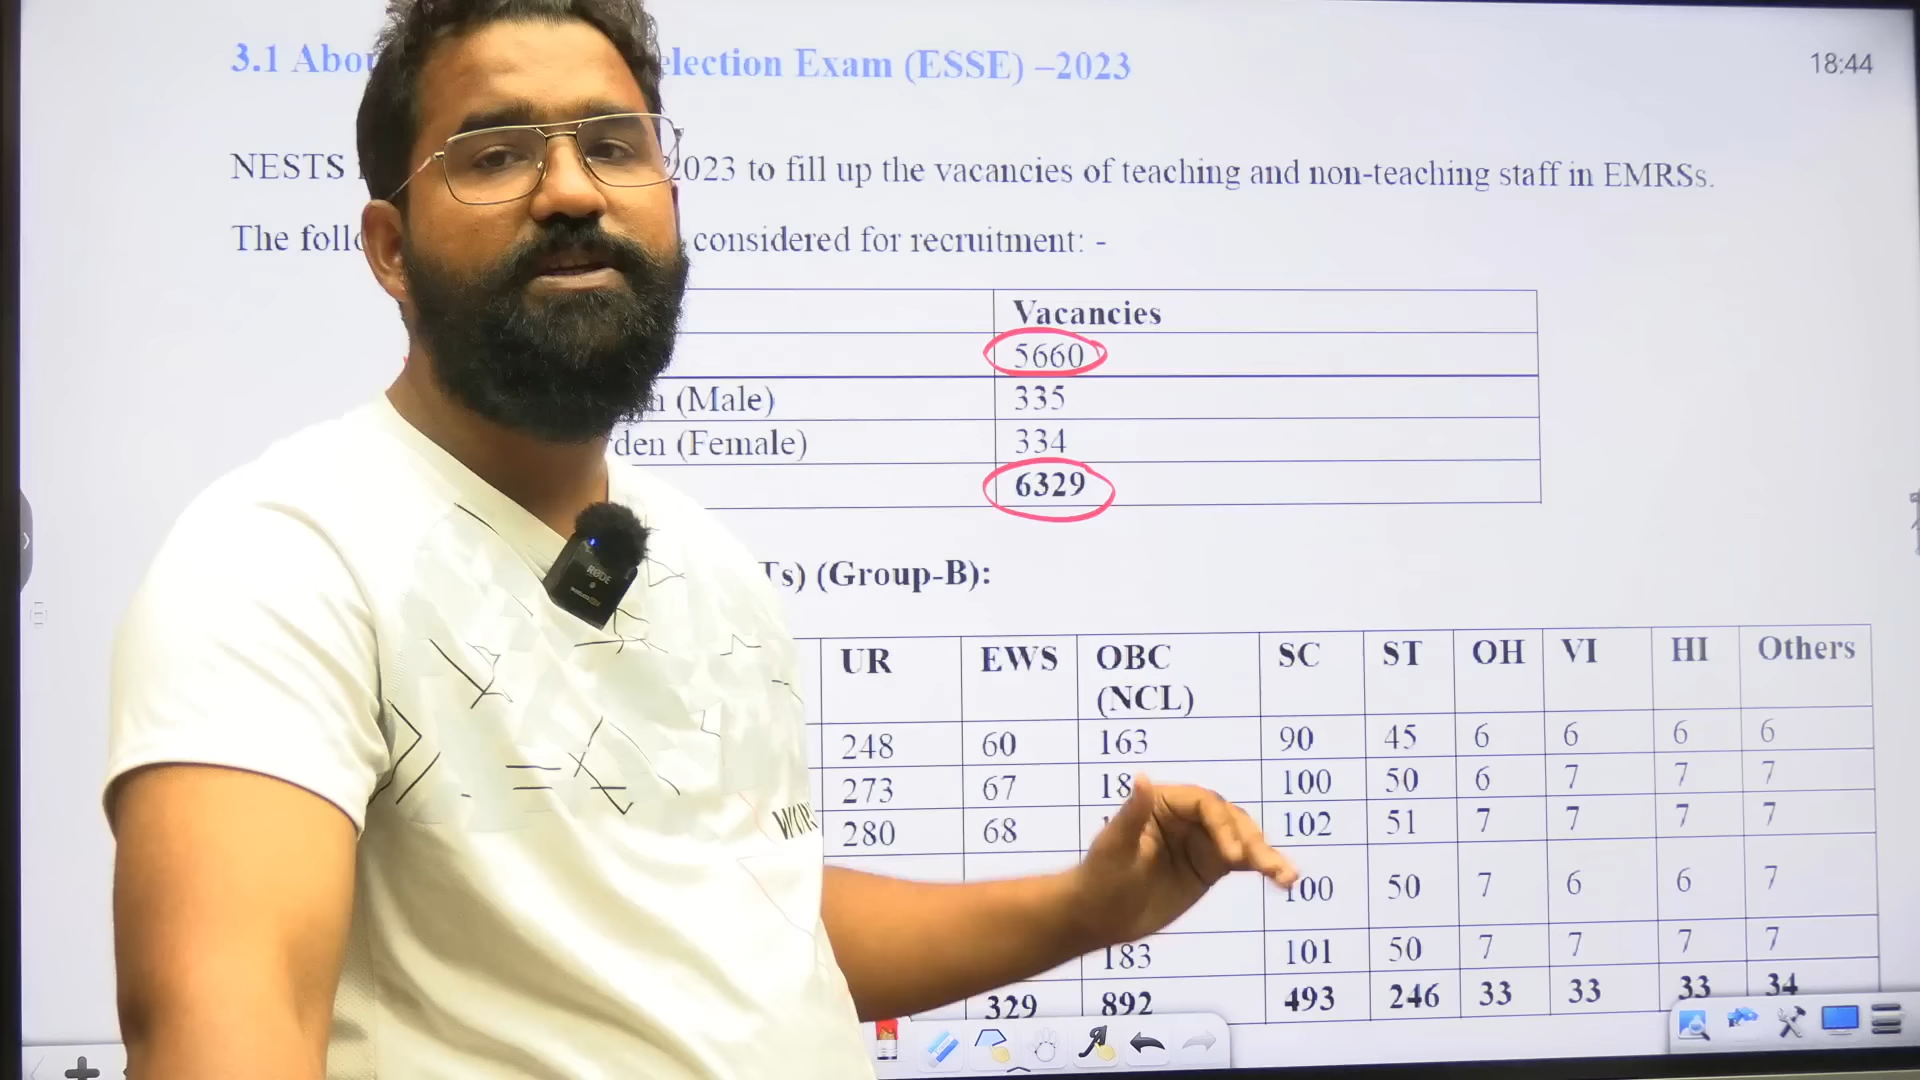 3.1 Abou lection Exam (ESSE) –2023
18:44
NESTS 2023 to fill up the vacancies of teaching and non-teaching staff in EMRSs.
The follo considered for recruitment: -
Vacancies
5660
(Male) 335
den (Female) 334
6329
Ts) (Group-B):
UR EWS OBC (NCL) SC ST OH VI HI Others
248 60 163 90 45 6 6 6 6
273 67 18 100 50 6 7 7 7
280 68 102 51 7 7 7 7
100 50 7 6 6 7
183 101 50 7 7 7 7
329 892 493 246 33 33 33 34
RØDE